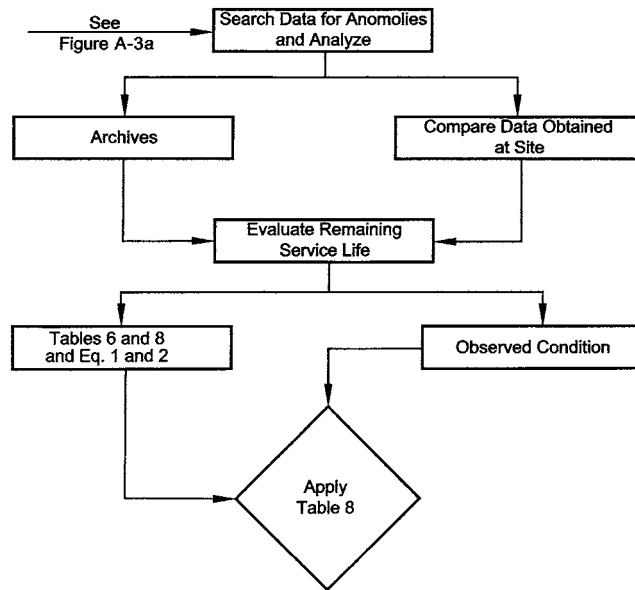 See
Figure A-3a
Search Data for Anomolies
and Analyze
Archives
Compare Data Obtained
at Site
Evaluate Remaining
Service Life
Tables 6 and 8
and Eq. 1 and 2
Observed Condition
Apply
Table 8